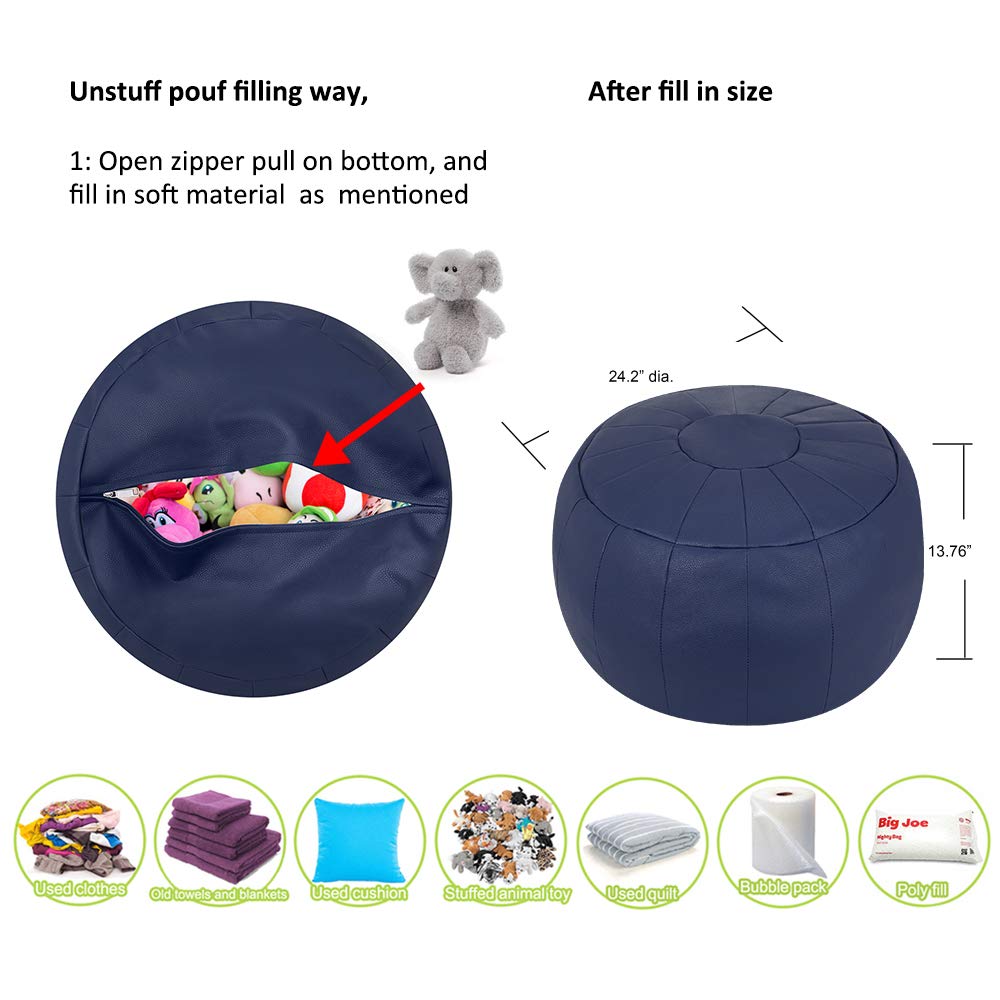 Unstuff pouf filling way,
After fill in size
1: Open zipper pull on bottom, and
fill in soft material as mentioned
24.2” dia.
13.76”
Big Joe
Used clothes
Old towels and blankets
Used cushion
Stuffed animal toy
Used quilt
Bubble pack
Poly fill